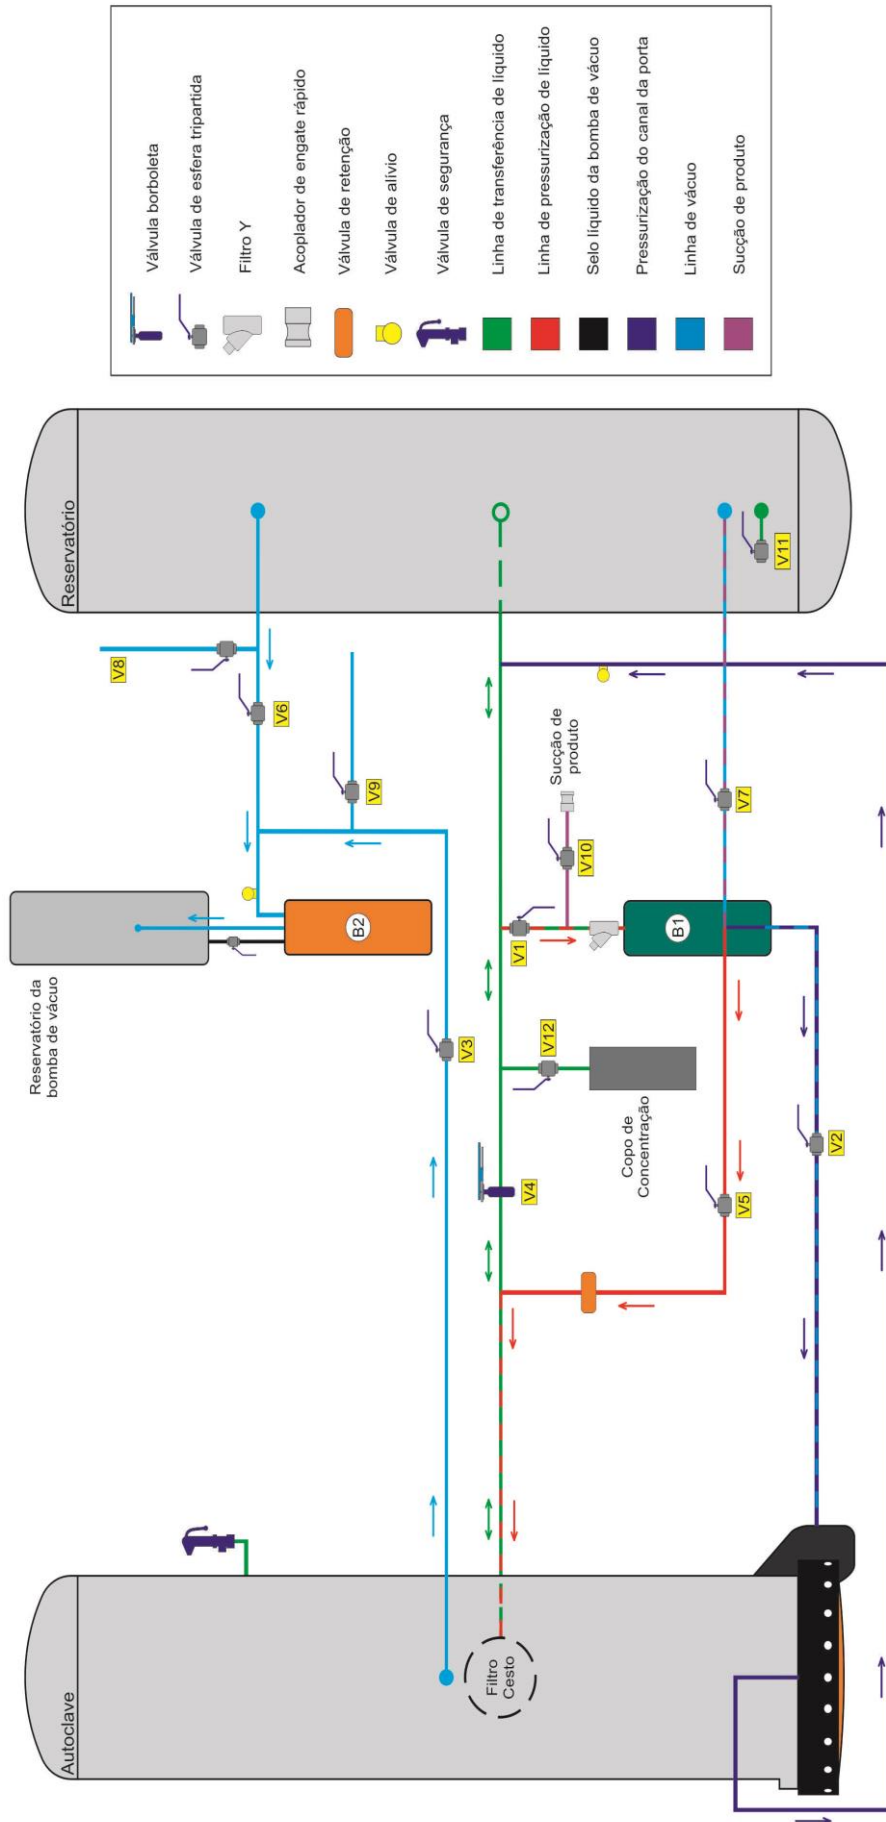 Autoclave
Filtro
Cesto
Reservatório da
bomba de vácuo
B2
V3
V9
V6
V8
V4
V12
Copo de
Concentração
V1
V10
Sucção de
produto
B1
V5
V2
V7
V11
Reservatório
Válvula borboleta
Válvula de esfera tripartida
Filtro Y
Acoplador de engate rápido
Válvula de retenção
Válvula de alívio
Válvula de segurança
Linha de transferência de líquido
Linha de pressurização de líquido
Selo líquido da bomba de vácuo
Pressurização do canal da porta
Linha de vácuo
Sucção de produto